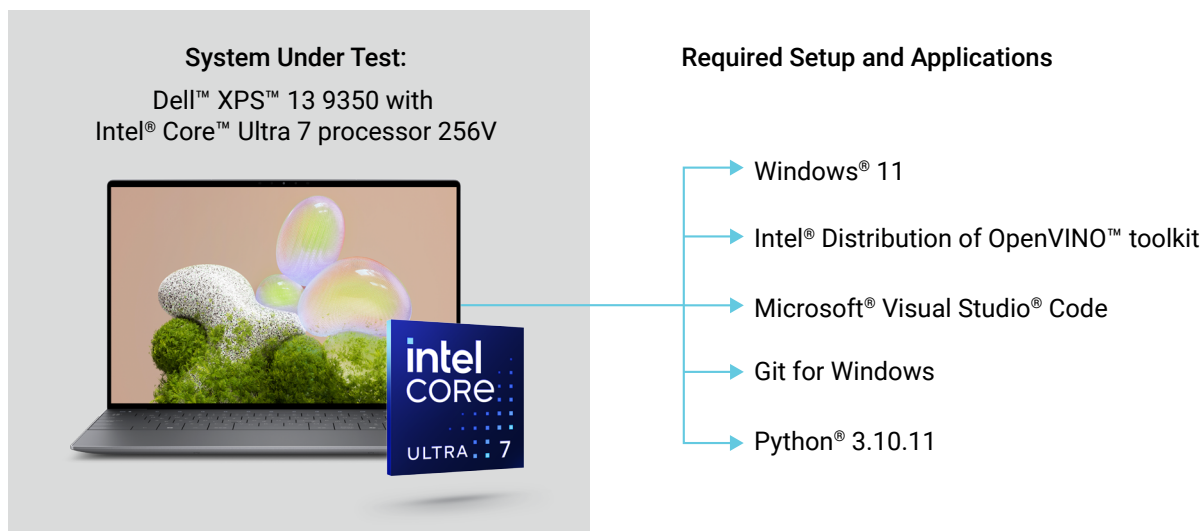 System Under Test:
Dell™ XPS™ 13 9350 with
Intel® Core™ Ultra 7 processor 256V
intel
CORE
ULTRA 7
Required Setup and Applications
Windows® 11
Intel® Distribution of OpenVINO™ toolkit
Microsoft® Visual Studio® Code
Git for Windows
Python® 3.10.11